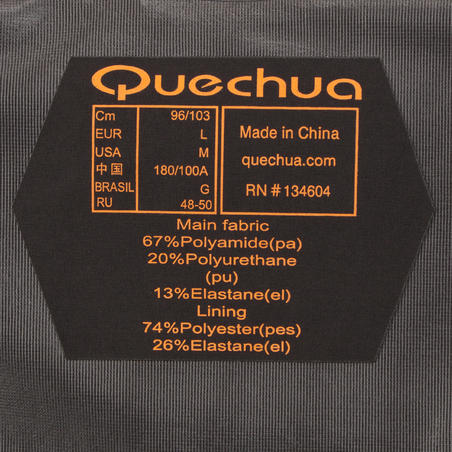 Quechua
Cm 96/103
EUR L
USA M
中国 180/100A
BRASIL G
RU 48-50
Made in China
quechua.com
RN # 134604
Main fabric
67%Polyamide(pa)
20%Polyurethane
(pu)
13%Elastane(el)
Lining
74%Polyester(pes)
26%Elastane(el)